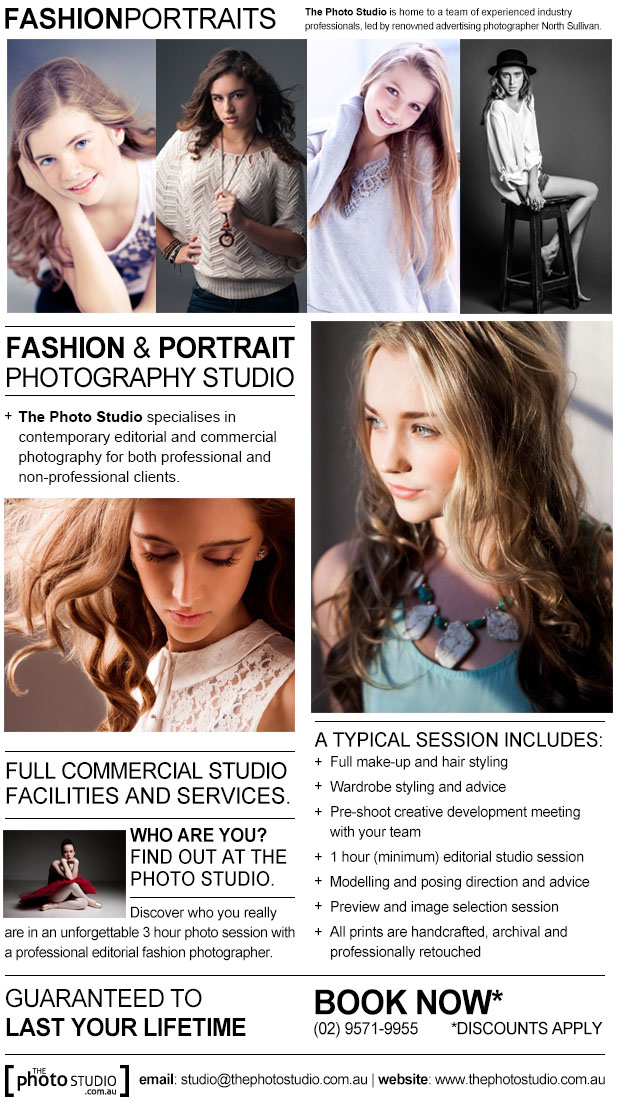 FASHIONPORTRAITS
The Photo Studio is home to a team of experienced industry
professionals, led by renowned advertising photographer North Sullivan.
FASHION & PORTRAIT
PHOTOGRAPHY STUDIO
+ The Photo Studio specialises in
contemporary editorial and commercial
photography for both professional and
non-professional clients.
FULL COMMERCIAL STUDIO
FACILITIES AND SERVICES.
WHO ARE YOU?
FIND OUT AT THE
PHOTO STUDIO.
Discover who you really
are in an unforgettable 3 hour photo session with
a professional editorial fashion photographer.
A TYPICAL SESSION INCLUDES:
+ Full make-up and hair styling
+ Wardrobe styling and advice
+ Pre-shoot creative development meeting
with your team
+ 1 hour (minimum) editorial studio session
+ Modelling and posing direction and advice
+ Preview and image selection session
+ All prints are handcrafted, archival and
professionally retouched
GUARANTEED TO
LAST YOUR LIFETIME
BOOK NOW*
(02) 9571-9955 *DISCOUNTS APPLY
[THE photo STUDIO .com.au]
email: studio@thephotostudio.com.au | website: www.thephotostudio.com.au